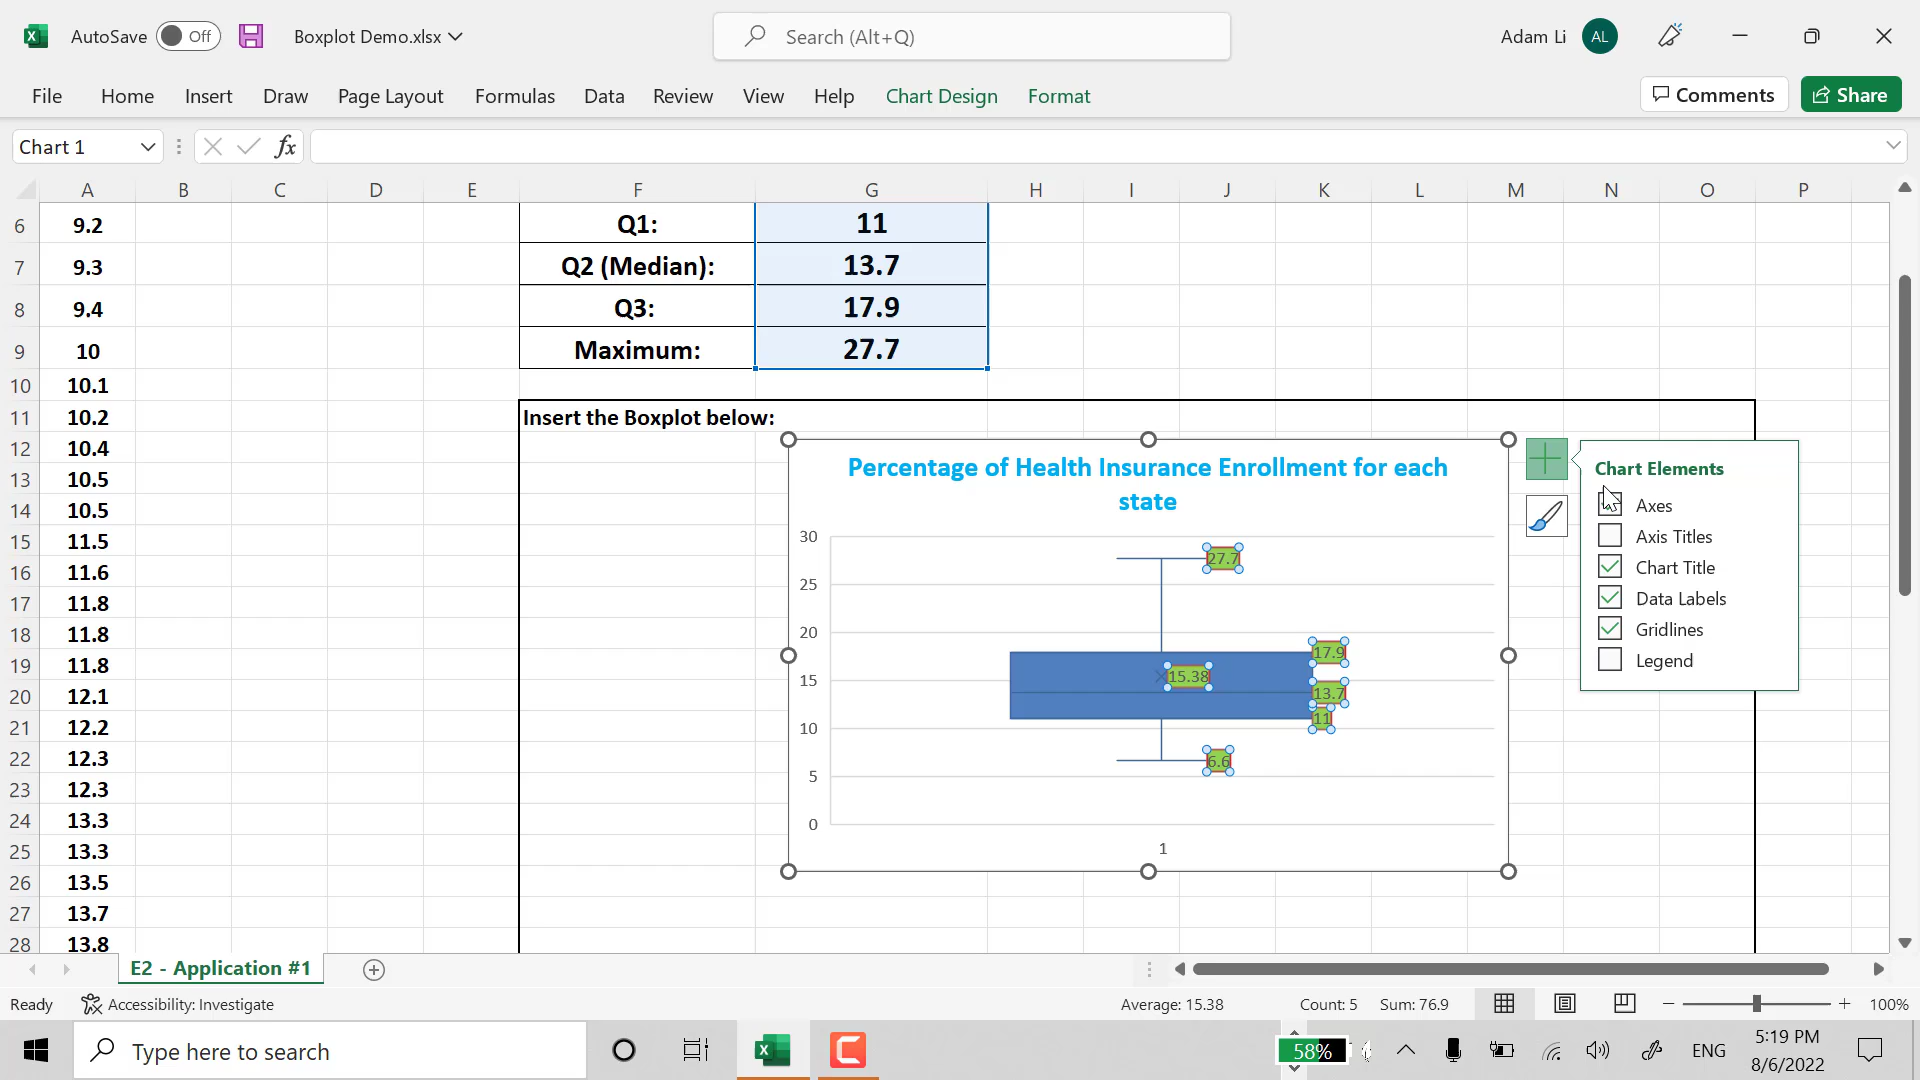 AutoSave Off Boxplot Demo.xlsx Search (Alt+Q) Adam Li AL
File Home Insert Draw Page Layout Formulas Data Review View Help Chart Design Format Comments Share
Chart 1 fx
A B C D E F G H I J K L M N O P
6 9.2 Q1: 11
7 9.3 Q2 (Median): 13.7
8 9.4 Q3: 17.9
9 10 Maximum: 27.7
10 10.1
11 10.2 Insert the Boxplot below:
12 10.4
13 10.5
14 10.5
15 11.5
16 11.6
17 11.8
18 11.8
19 11.8
20 12.1
21 12.2
22 12.3
23 12.3
24 13.3
25 13.3
26 13.5
27 13.7
28 13.8
Percentage of Health Insurance Enrollment for each
state
30
25
20
15
10
5
0
27.7
17.9
15.38
13.7
11
6.6
1
Chart Elements
Axes
Axis Titles
Chart Title
Data Labels
Gridlines
Legend
E2 - Application #1
Ready Accessibility: Investigate Average: 15.38 Count: 5 Sum: 76.9 100%
Type here to search 58% ENG 5:19 PM
8/6/2022